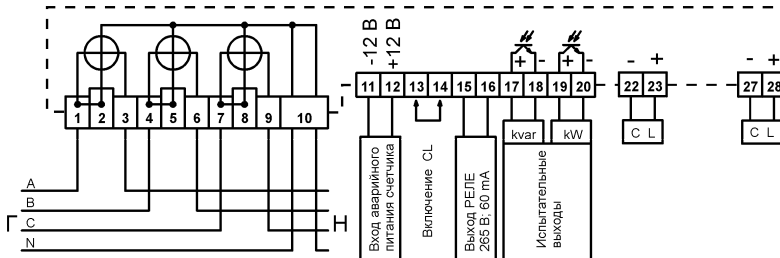 -12 В
+12 В
+ -
+ -
- +
- +
1 2 3 4 5 6 7 8 9 10
11 12 13 14 15 16 17 18 19 20
22 23
27 28
kvar
kW
C L
C L
A
B
C
N
Г
Н
Вход аварийного
питания счетчика
Включение CL
Выход РЕЛЕ
265 В; 60 mA
Испытательные
выходы